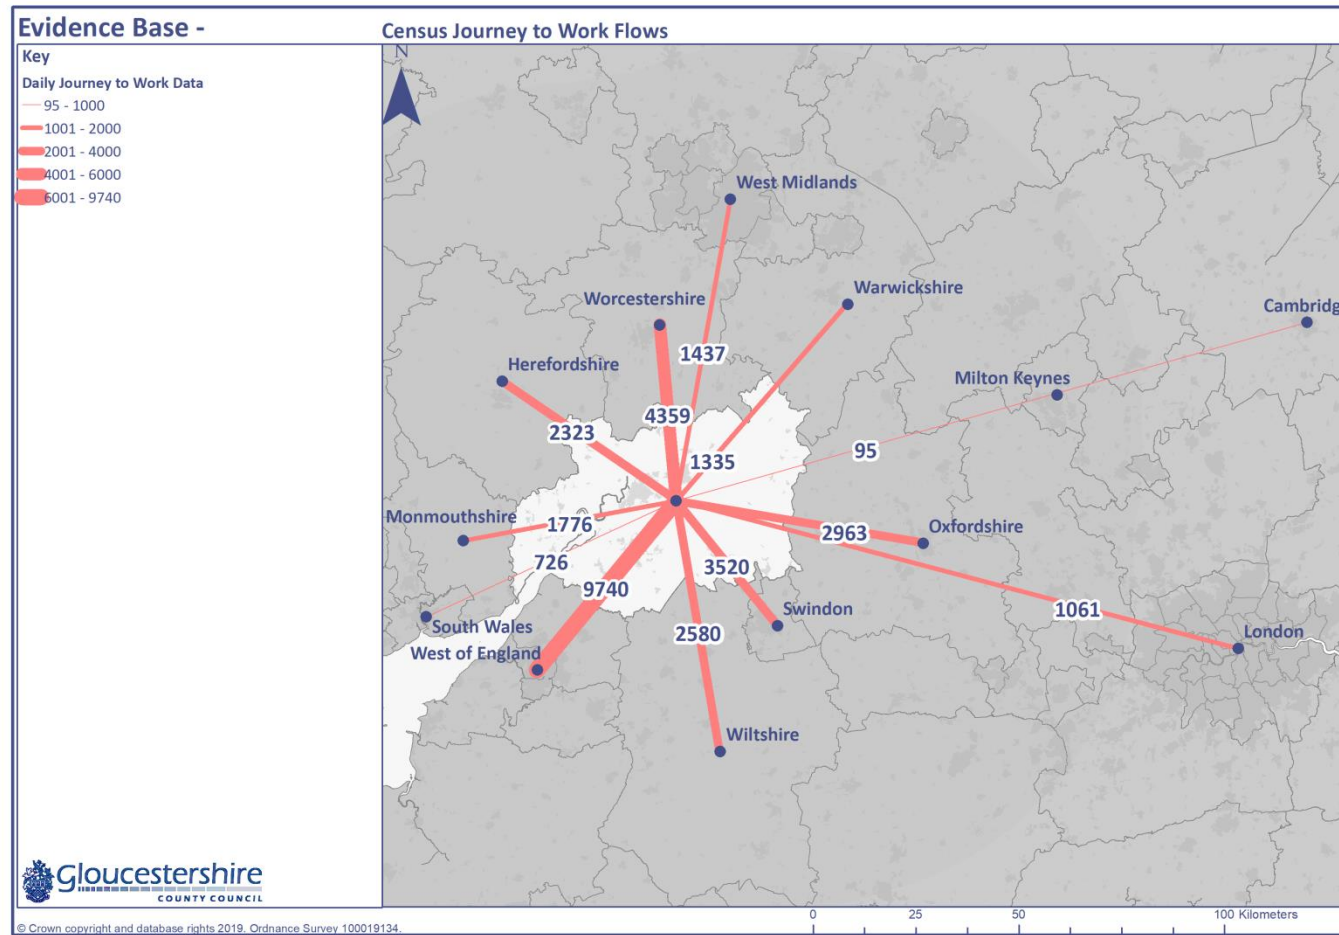 Evidence Base -
Census Journey to Work Flows
Key
Daily Journey to Work Data
95 - 1000
1001 - 2000
2001 - 4000
4001 - 6000
6001 - 9740
N
West Midlands
Worcestershire
Warwickshire
Cambridg
Herefordshire
1437
Milton Keynes
4359
2323
1335
95
Monmouthshire
1776
2963
Oxfordshire
726
3520
9740
1061
South Wales
Swindon
2580
London
West of England
Wiltshire
Gloucestershire
COUNTY COUNCIL
0 25 50 100 Kilometers
© Crown copyright and database rights 2019. Ordnance Survey 100019134.